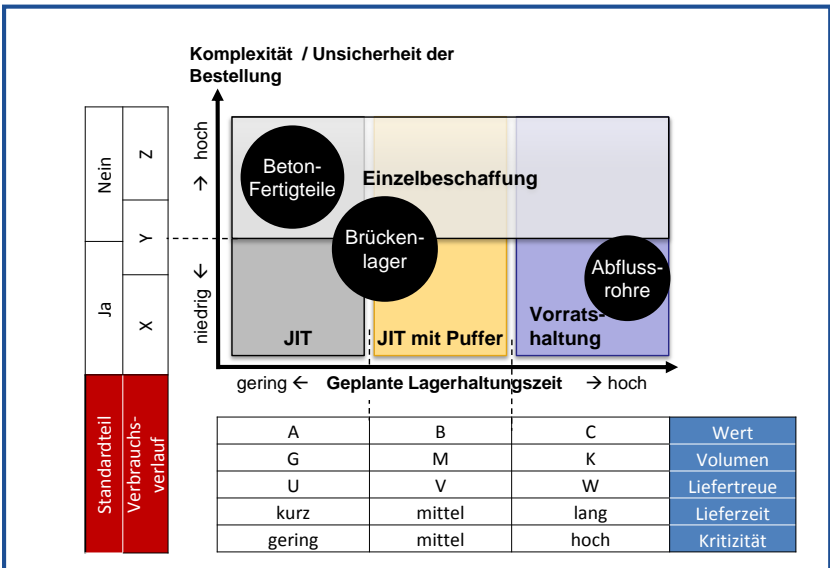 Komplexität / Unsicherheit der
Bestellung
Nein
Ja
Standardteil
Z
Y
X
Verbrauchs-
verlauf
niedrig ← → hoch
Beton-
Fertigteile
Einzelbeschaffung
Brücken-
lager
Abfluss-
rohre
JIT
JIT mit Puffer
Vorrats-
haltung
gering ← Geplante Lagerhaltungszeit → hoch
A B C Wert
G M K Volumen
U V W Liefertreue
kurz mittel lang Lieferzeit
gering mittel hoch Kritizität